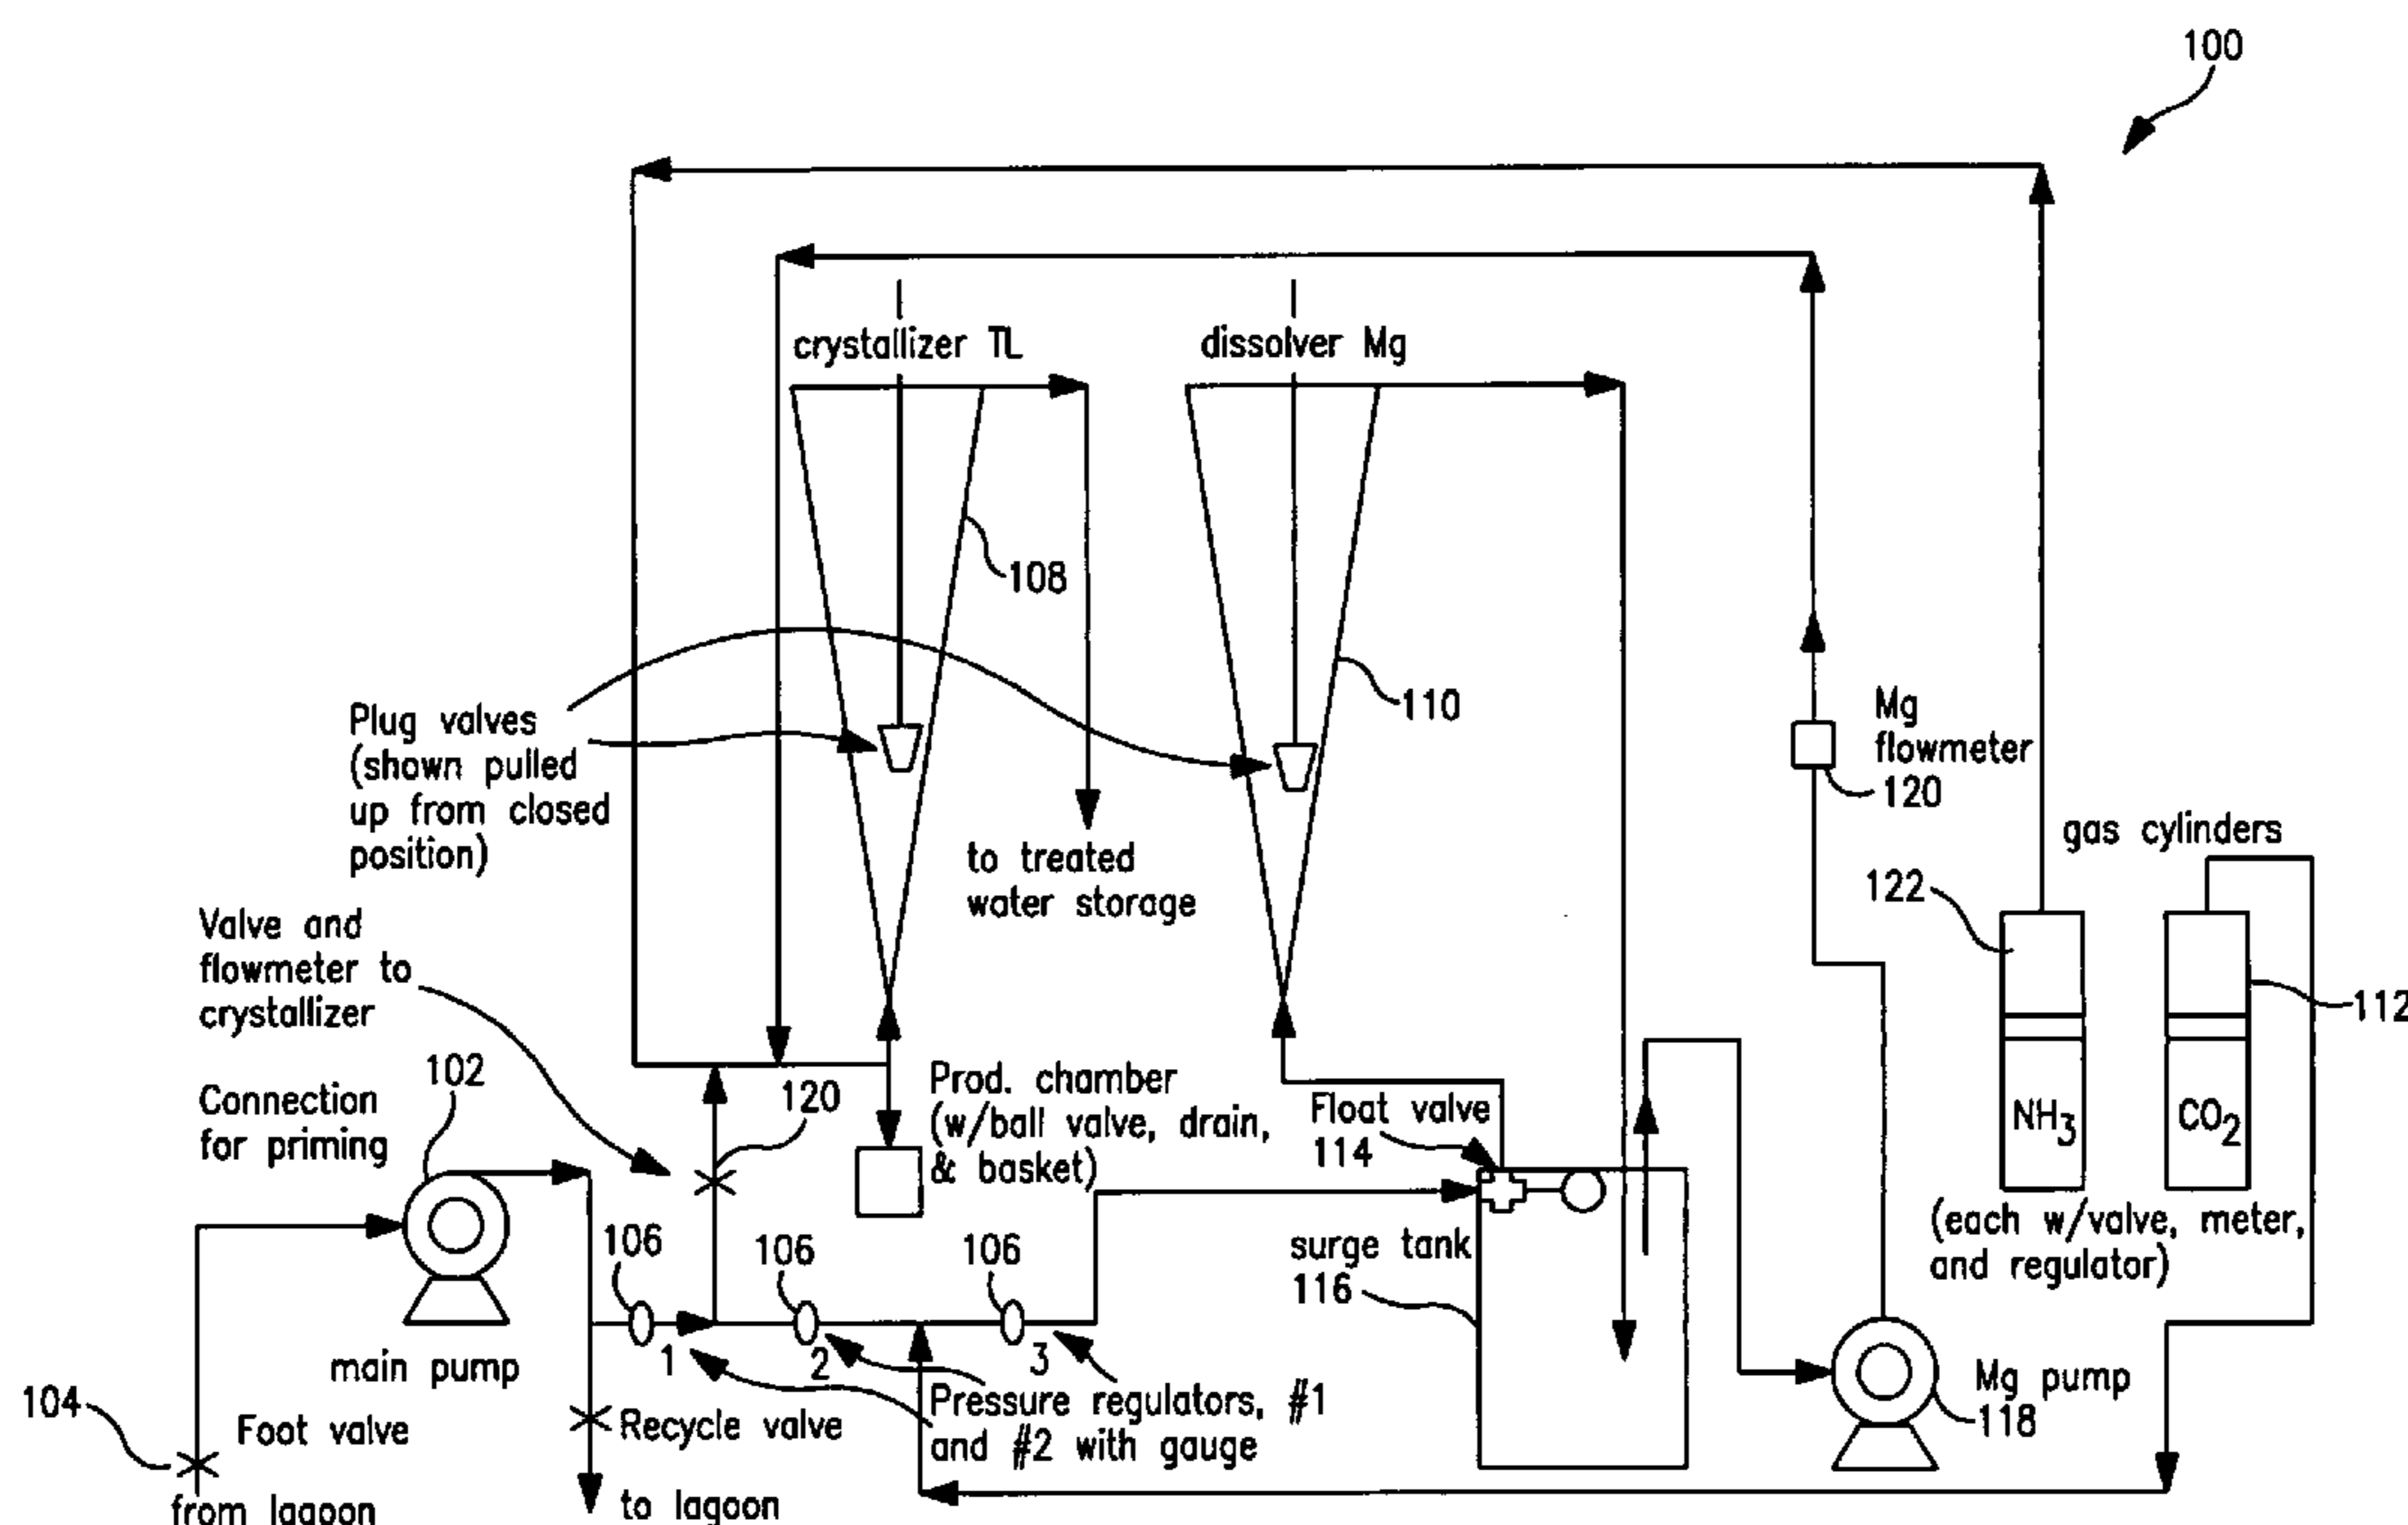 100
crystallizer TL
dissolver Mg
108
110
Plug valves
(shown pulled
up from closed
position)
Mg
flowmeter
120
gas cylinders
to treated
water storage
122
112
Valve and
flowmeter to
crystallizer
NH3
CO2
(each w/valve, meter,
and regulator)
Connection
for priming
102
120
Prod. chamber
(w/ball valve, drain,
& basket)
Float valve
114
surge tank
116
106
106
106
1
2
3
main pump
Pressure regulators, #1
and #2 with gauge
Mg pump
118
104
Foot valve
Recycle valve
from lagoon
to lagoon